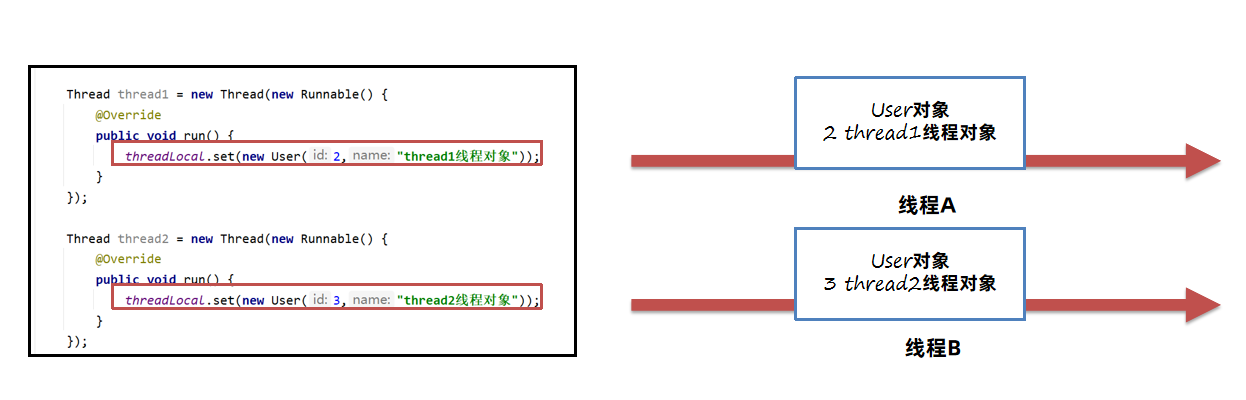 Thread thread1 = new Thread(new Runnable() {
@Override
public void run() {
threadLocal.set(new User( id: 2, name: "thread1线程对象"));
}
});
Thread thread2 = new Thread(new Runnable() {
@Override
public void run() {
threadLocal.set(new User( id: 3, name: "thread2线程对象"));
}
});
User对象
2 thread1线程对象
线程A
User对象
3 thread2线程对象
线程B